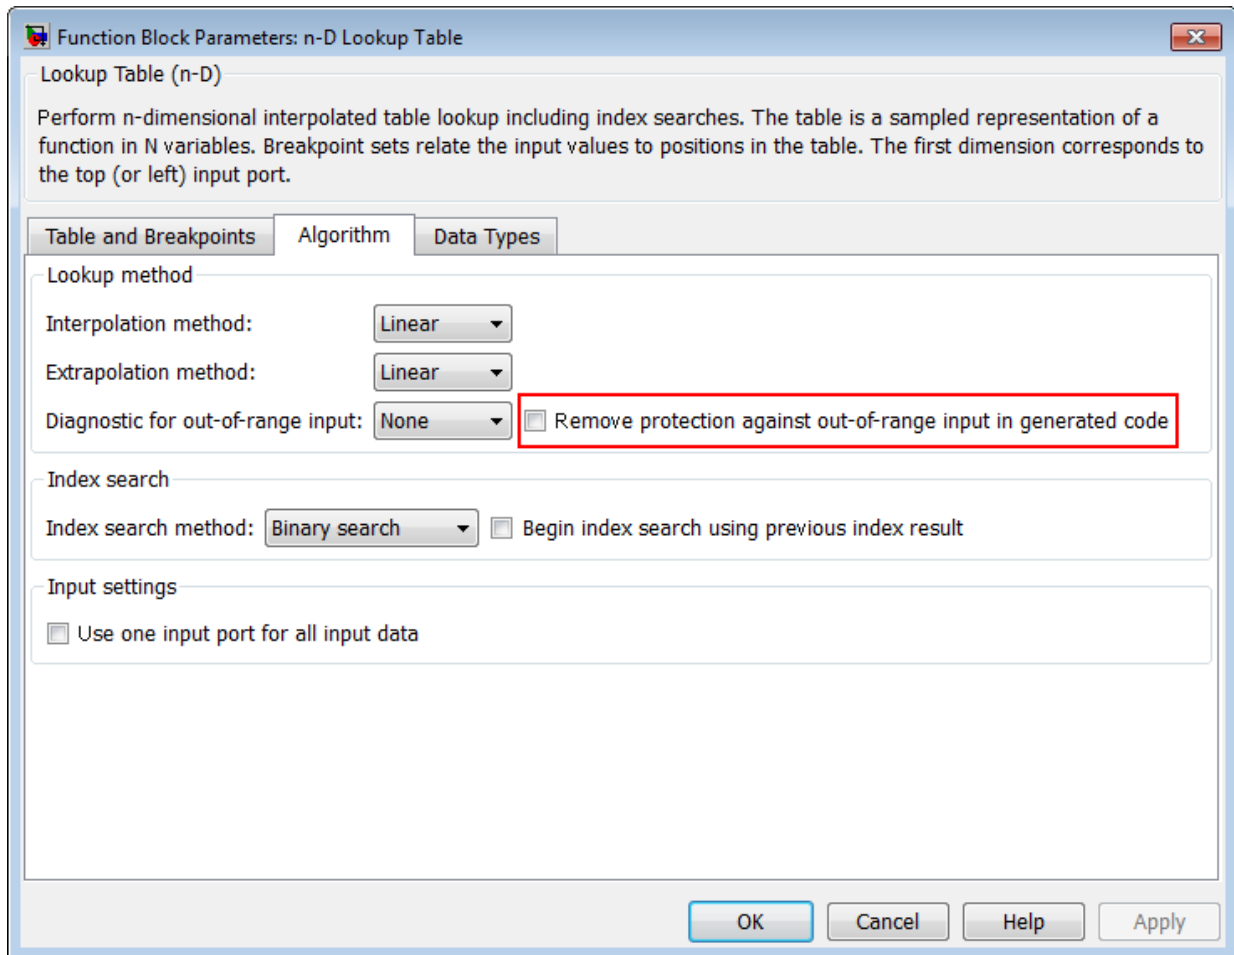 Function Block Parameters: n-D Lookup Table
Lookup Table (n-D)
Perform n-dimensional interpolated table lookup including index searches. The table is a sampled representation of a
function in N variables. Breakpoint sets relate the input values to positions in the table. The first dimension corresponds to
the top (or left) input port.
Table and Breakpoints Algorithm Data Types
Lookup method
Interpolation method: Linear
Extrapolation method: Linear
Diagnostic for out-of-range input: None Remove protection against out-of-range input in generated code
Index search
Index search method: Binary search Begin index search using previous index result
Input settings
Use one input port for all input data
OK Cancel Help Apply